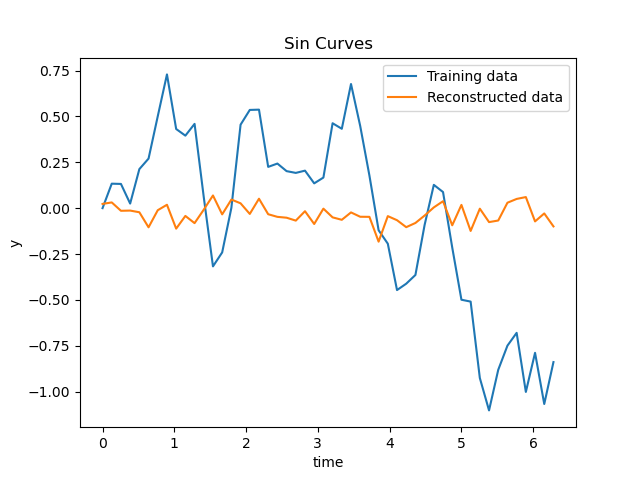 Sin Curves
Training data
Reconstructed data
0.75
0.50
0.25
0.00
−0.25
−0.50
−0.75
−1.00
y
0 1 2 3 4 5 6
time